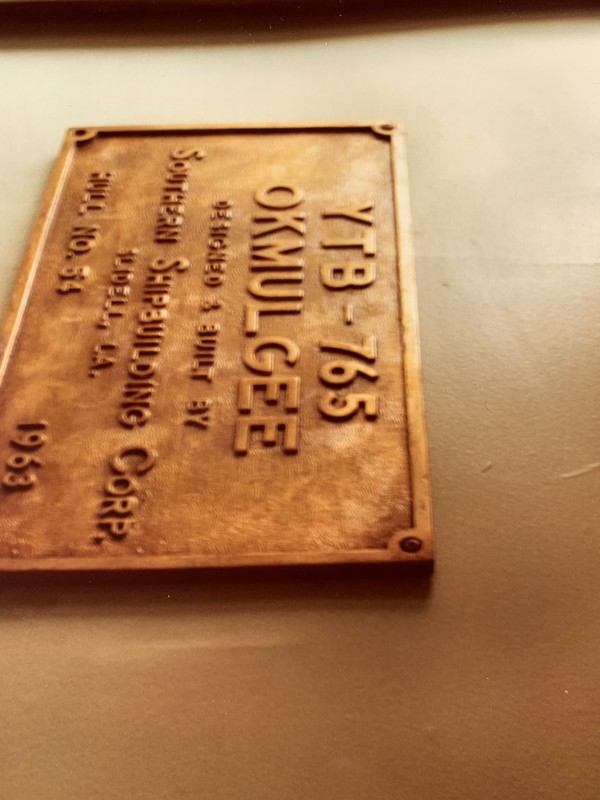 YTB - 765
OKMULGEE
DESIGNED & BUILT BY
SOUTHERN SHIPBUILDING CORP.
SLIDELL, LA.
HULL NO. 54
1963